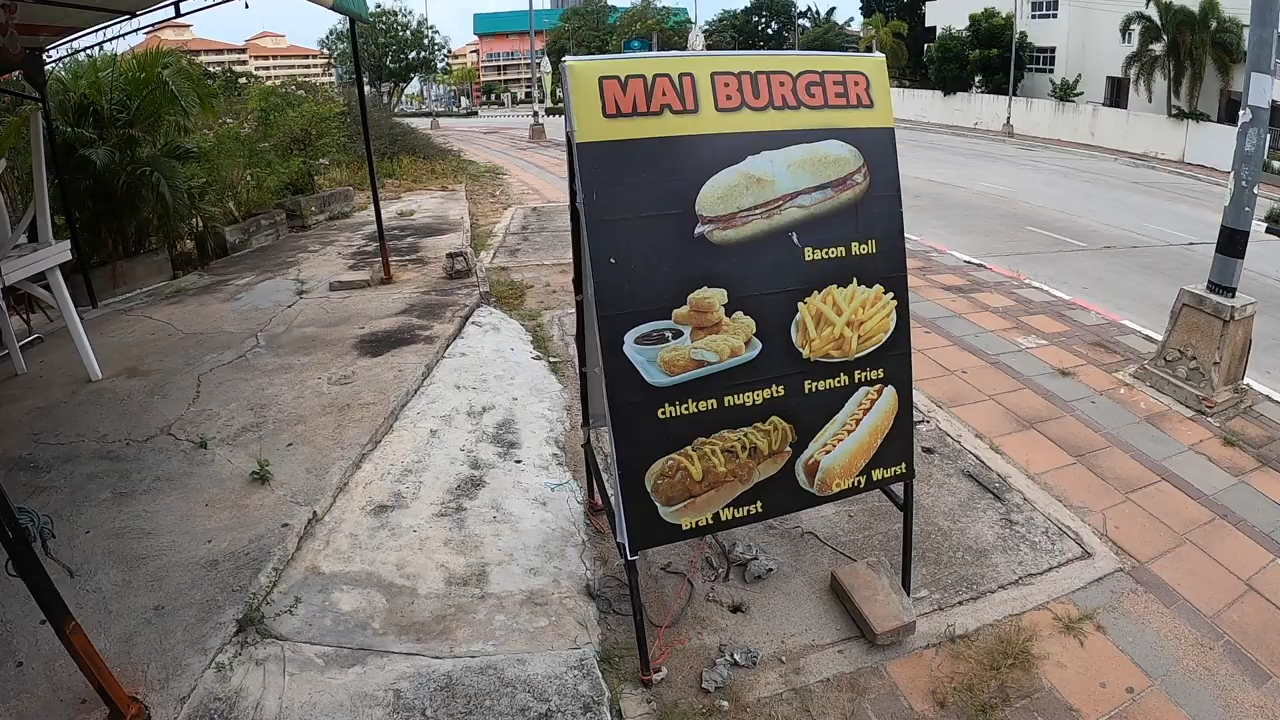 MAI BURGER
Bacon Roll
chicken nuggets
French Fries
Brat Wurst
Curry Wurst